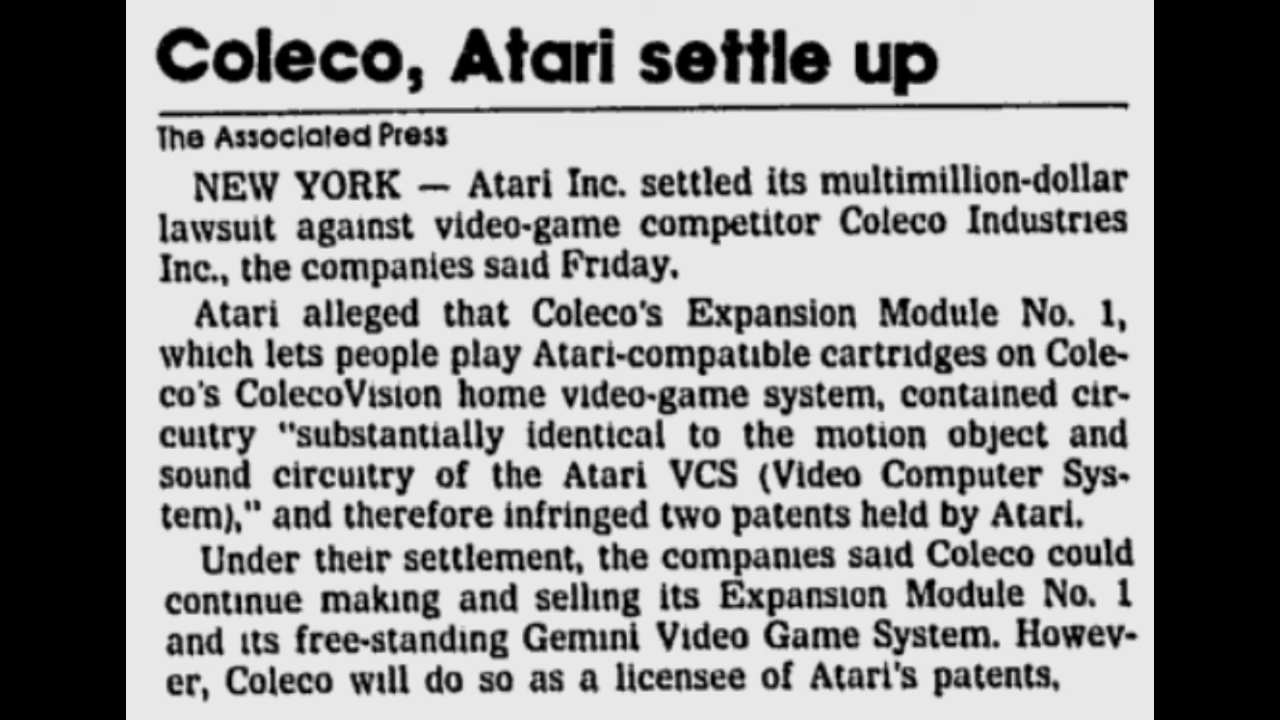 Coleco, Atari settle up
The Associated Press
NEW YORK — Atari Inc. settled its multimillion-dollar
lawsuit against video-game competitor Coleco Industries
Inc., the companies said Friday.
Atari alleged that Coleco's Expansion Module No. 1,
which lets people play Atari-compatible cartridges on Cole-
co's ColecoVision home video-game system, contained cir-
cuitry "substantially identical to the motion object and
sound circuitry of the Atari VCS (Video Computer Sys-
tem)," and therefore infringed two patents held by Atari.
Under their settlement, the companies said Coleco could
continue making and selling its Expansion Module No. 1
and its free-standing Gemini Video Game System. Howev-
er, Coleco will do so as a licensee of Atari's patents,